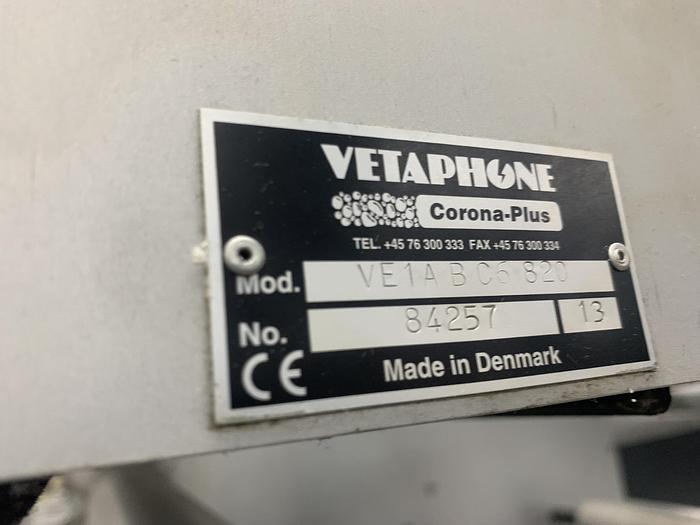 VETAPHONE
Corona-Plus
TEL. +45 76 300 333 FAX +45 76 300 334
Mod. VE1A B C6 820
No. 84257 13
CE Made in Denmark